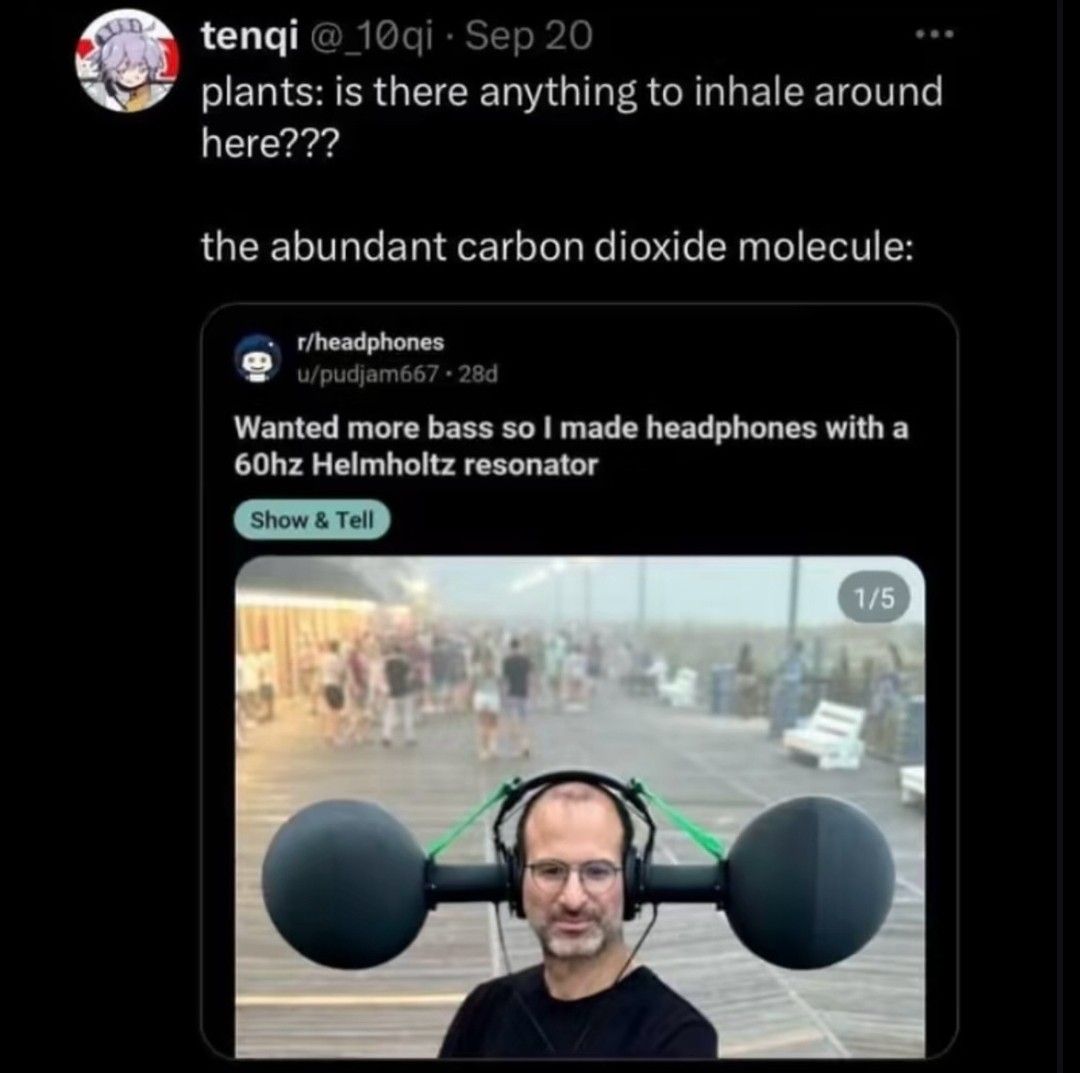 tenqi @_10qi · Sep 20
plants: is there anything to inhale around
here???
the abundant carbon dioxide molecule:
r/headphones
u/pudjam667 • 28d
Wanted more bass so I made headphones with a
60hz Helmholtz resonator
Show & Tell
1/5